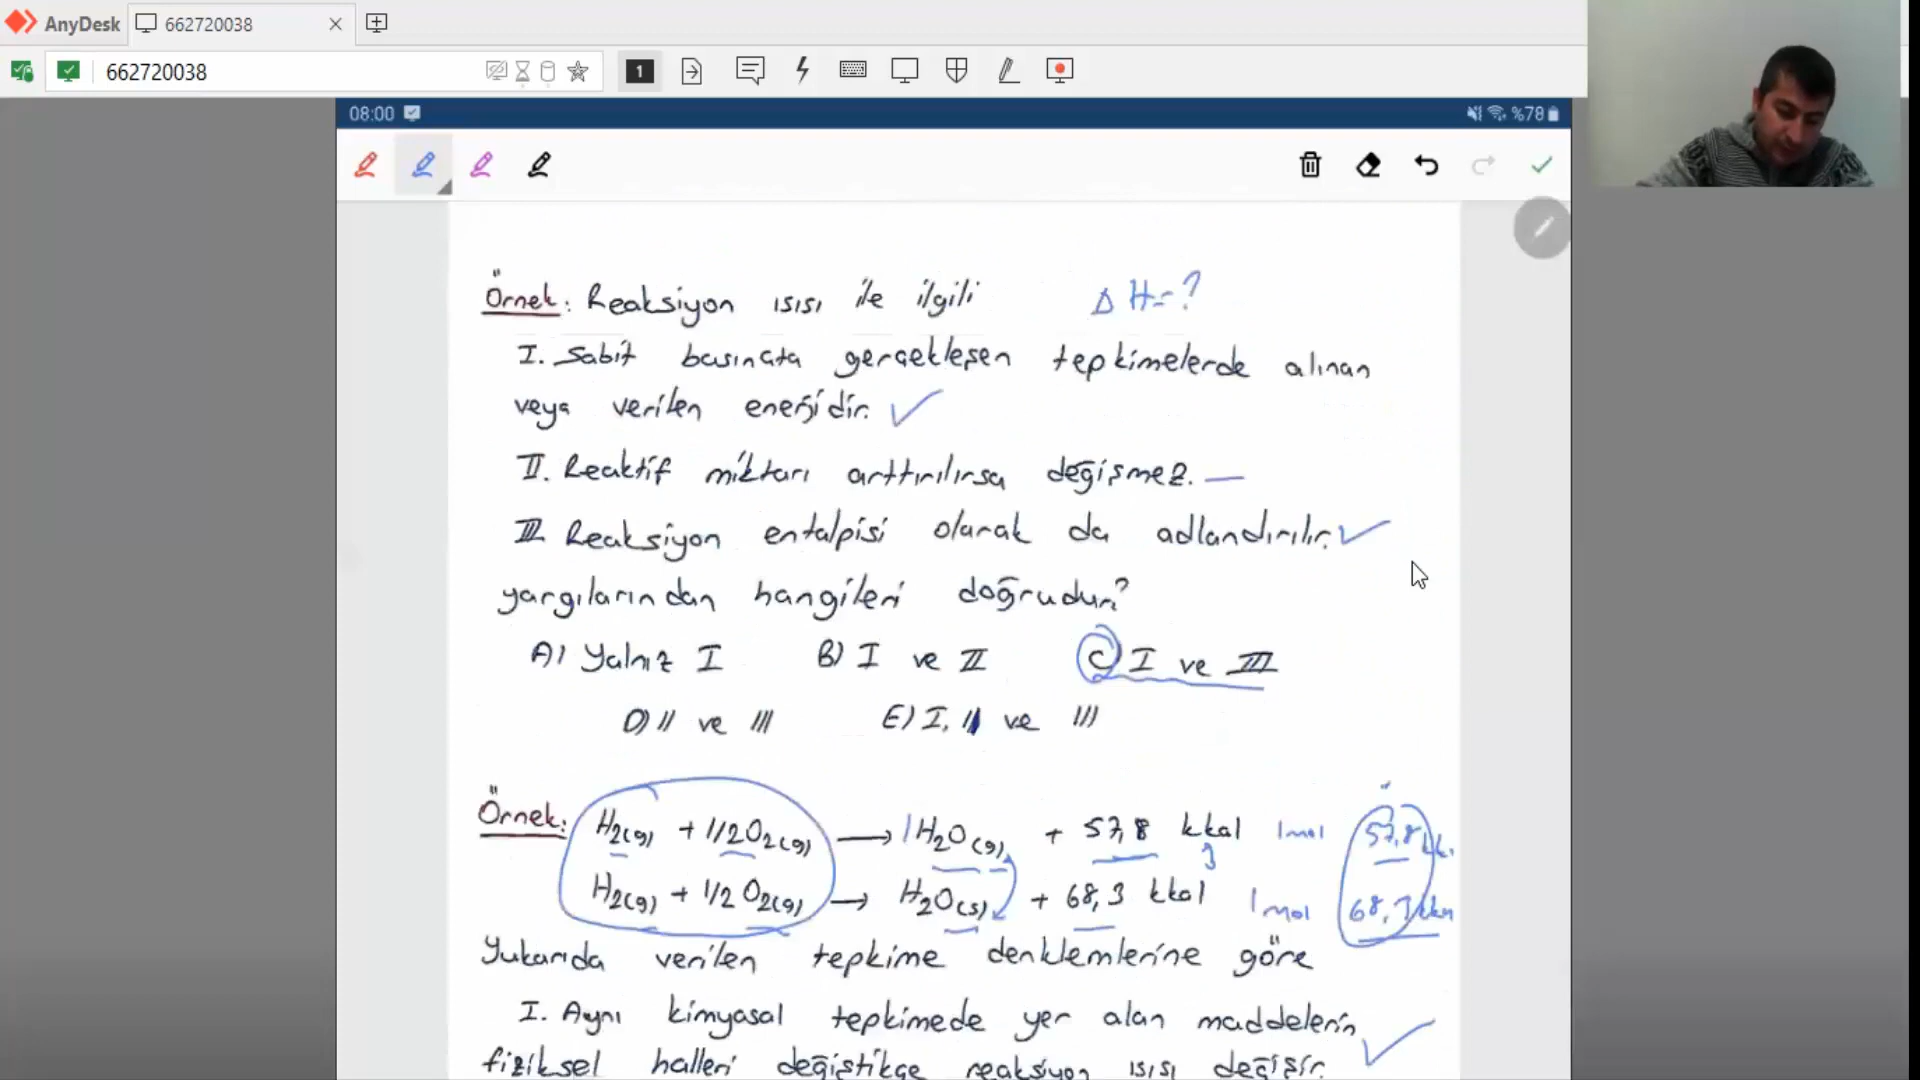 AnyDesk 662720038
662720038 1
08:00 %78
Örnek: Reaksiyon ısısı ile ilgili ΔH=?
I. Sabit basınçta gerçekleşen tepkimelerde alınan
veya verilen enerjidir.
II. Reaktif miktarı arttırılırsa değişmez. —
III. Reaksiyon entalpisi olarak da adlandırılır.
yargılarından hangileri doğrudur?
A) Yalnız I B) I ve II C) I ve III
D) II ve III E) I, II ve III
Örnek: H2(g) + 1/2O2(g) → 1H2O(g) + 57,8 kkal 1mol 57,8
H2(g) + 1/2 O2(g) → H2O(s) + 68,3 kkal 1mol 68,3
Yukarıda verilen tepkime denklemlerine göre
I. Aynı kimyasal tepkimede yer alan maddelerin
fiziksel halleri değiştikçe reaksiyon ısısı değişir.